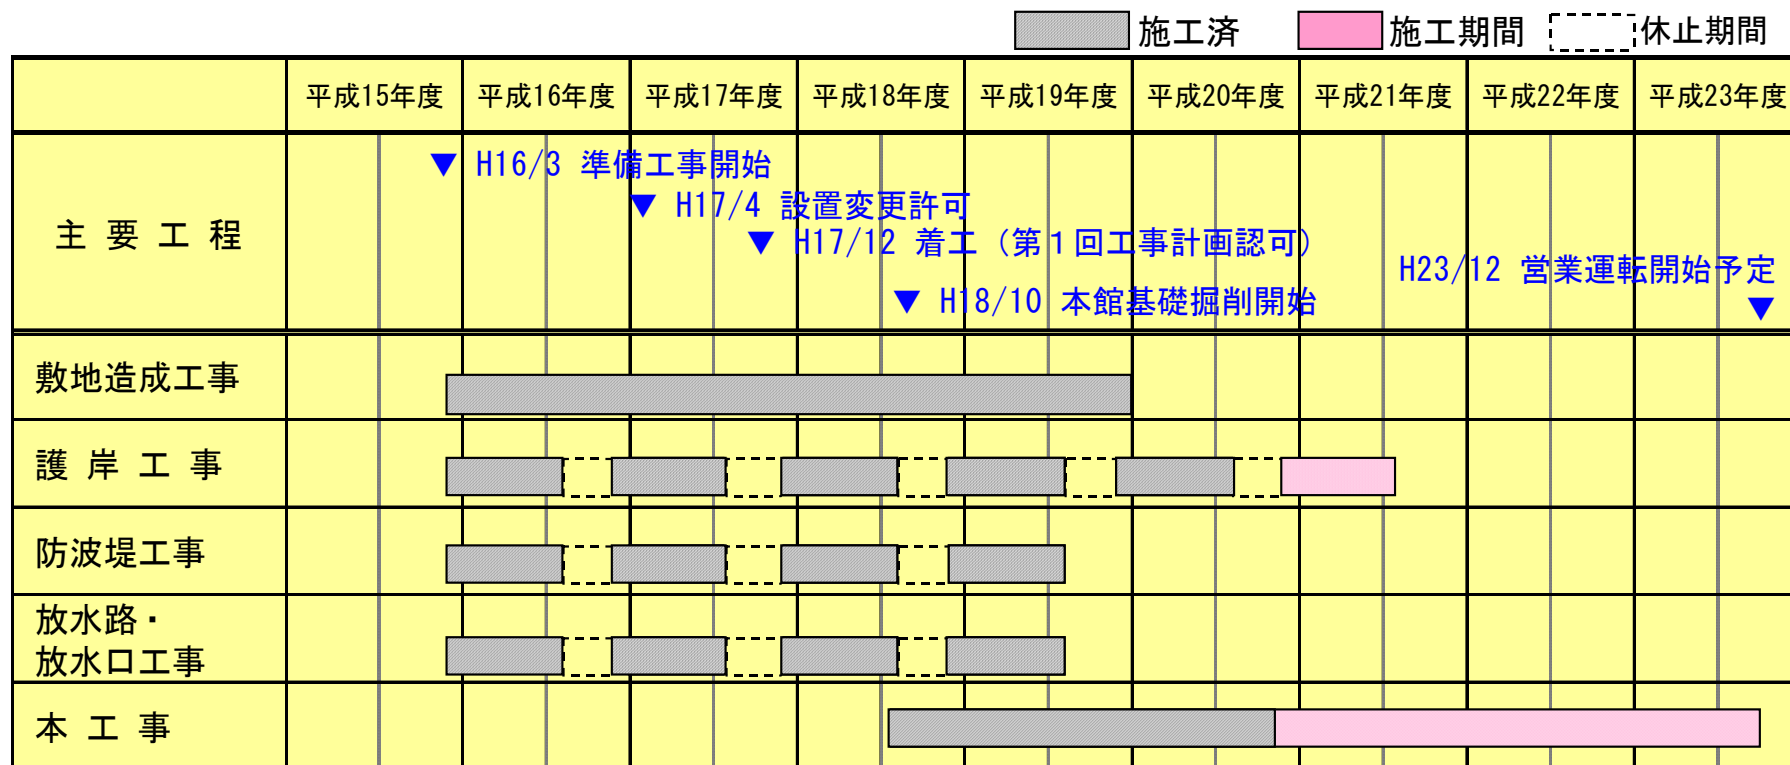 施工済 施工期間 休止期間
平成15年度 平成16年度 平成17年度 平成18年度 平成19年度 平成20年度 平成21年度 平成22年度 平成23年度
主要工程
▼ H16/3 準備工事開始
▼ H17/4 設置変更許可
▼ H17/12 着工（第１回工事計画認可）
H23/12 営業運転開始予定
▼
▼ H18/10 本館基礎掘削開始
敷地造成工事
護岸工事
防波堤工事
放水路・
放水口工事
本工事